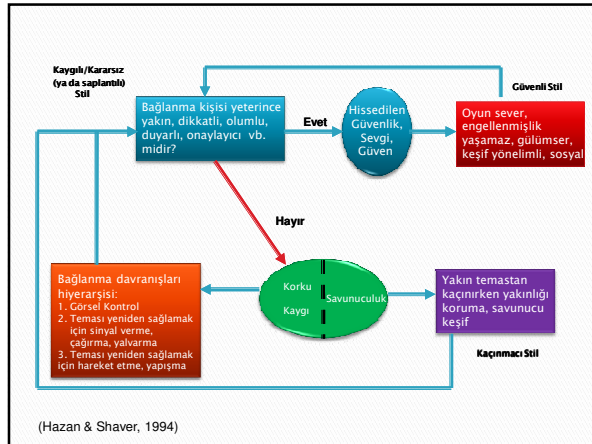 Kaygılı/Kararsız
(ya da saplantılı)
Stil
Bağlanma kişisi yeterince
yakın, dikkatli, olumlu,
duyarlı, onaylayıcı vb.
midir?
Evet
Hissedilen
Güvenlik,
Sevgi,
Güven
Güvenli Stil
Oyun sever,
engellenmişlik
yaşamaz, gülümser,
keşif yönelimli, sosyal
Hayır
Bağlanma davranışları
hiyerarşisi:
1. Görsel Kontrol
2. Teması yeniden sağlamak
için sinyal verme,
çağırma, yalvarma
3. Teması yeniden sağlamak
için hareket etme, yapışma
Korku
Kaygı
Savunuculuk
Yakın temastan
kaçınırken yakınlığı
koruma, savunucu
keşif
Kaçınmacı Stil
(Hazan & Shaver, 1994)